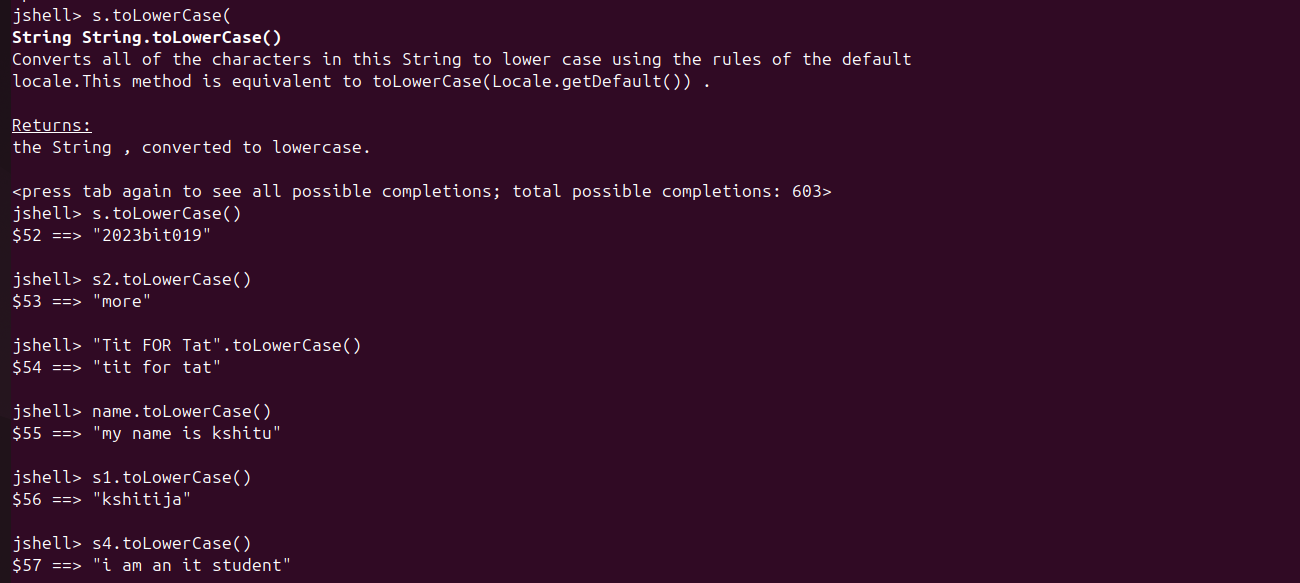 jshell> s.toLowerCase(
String String.toLowerCase()
Converts all of the characters in this String to lower case using the rules of the default
locale.This method is equivalent to toLowerCase(Locale.getDefault()) .
Returns:
the String , converted to lowercase.
<press tab again to see all possible completions; total possible completions: 603>
jshell> s.toLowerCase()
$52 ==> "2023bit019"
jshell> s2.toLowerCase()
$53 ==> "more"
jshell> "Tit FOR Tat".toLowerCase()
$54 ==> "tit for tat"
jshell> name.toLowerCase()
$55 ==> "my name is kshitu"
jshell> s1.toLowerCase()
$56 ==> "kshitija"
jshell> s4.toLowerCase()
$57 ==> "i am an it student"